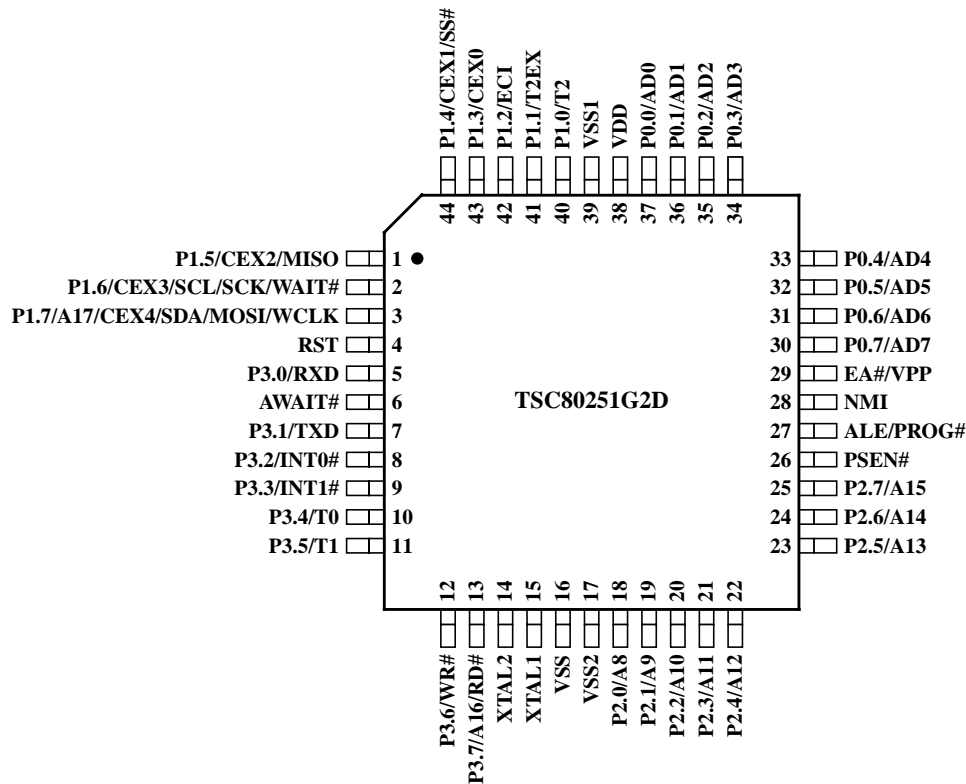 P1.4/CEX1/SS#
P1.3/CEX0
P1.2/ECI
P1.1/T2EX
P1.0/T2
VSS1
VDD
P0.0/AD0
P0.1/AD1
P0.2/AD2
P0.3/AD3
44
43
42
41
40
39
38
37
36
35
34
P1.5/CEX2/MISO 1 33 P0.4/AD4
P1.6/CEX3/SCL/SCK/WAIT# 2 32 P0.5/AD5
P1.7/A17/CEX4/SDA/MOSI/WCLK 3 31 P0.6/AD6
RST 4 30 P0.7/AD7
P3.0/RXD 5 29 EA#/VPP
AWAIT# 6 TSC80251G2D 28 NMI
P3.1/TXD 7 27 ALE/PROG#
P3.2/INT0# 8 26 PSEN#
P3.3/INT1# 9 25 P2.7/A15
P3.4/T0 10 24 P2.6/A14
P3.5/T1 11 23 P2.5/A13
12
13
14
15
16
17
18
19
20
21
22
P3.6/WR#
P3.7/A16/RD#
XTAL2
XTAL1
VSS
VSS2
P2.0/A8
P2.1/A9
P2.2/A10
P2.3/A11
P2.4/A12